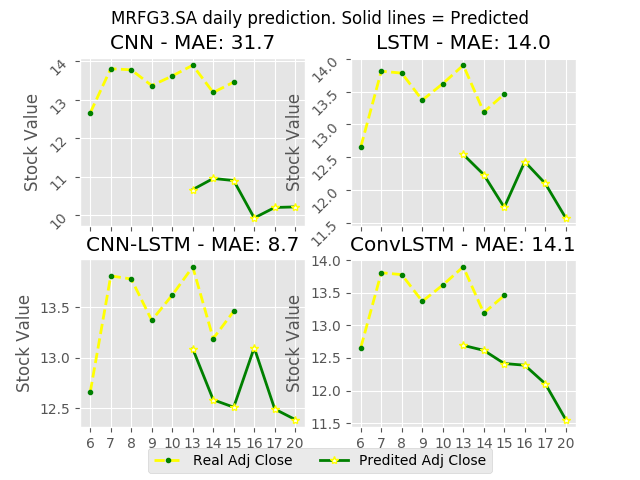 MRFG3.SA daily prediction. Solid lines = Predicted
CNN - MAE: 31.7
LSTM - MAE: 14.0
Stock Value
14
13
12
11
10
Stock Value
14.0
13.5
13.0
12.5
12.0
11.5
CNN-LSTM - MAE: 8.7
ConvLSTM - MAE: 14.1
Stock Value
13.5
13.0
12.5
6 7 8 9 10 13 14 15 16 17 20
Stock Value
14.0
13.5
13.0
12.5
12.0
11.5
6 7 8 9 10 13 14 15 16 17 20
Real Adj Close
Predited Adj Close